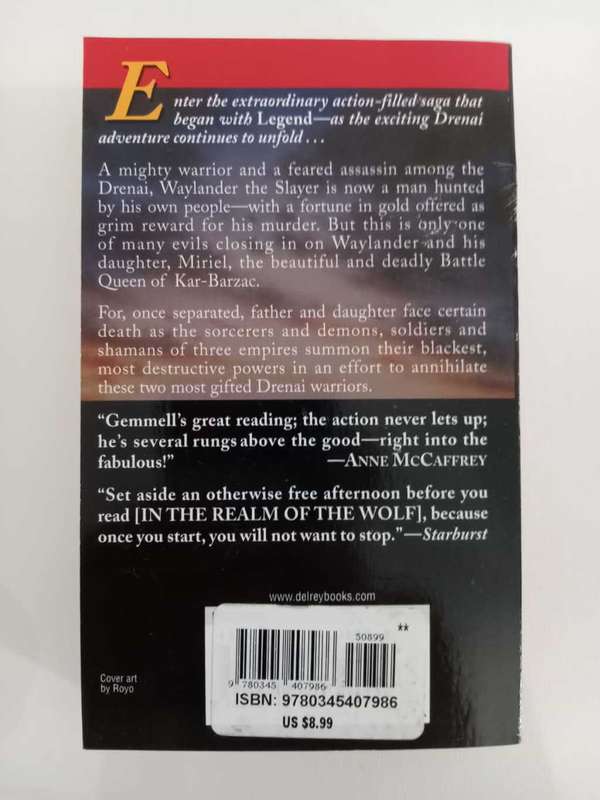 Enter the extraordinary action-filled saga that
began with Legend—as the exciting Drenai
adventure continues to unfold . . .
A mighty warrior and a feared assassin among the
Drenai, Waylander the Slayer is now a man hunted
by his own people—with a fortune in gold offered as
grim reward for his murder. But this is only one
of many evils closing in on Waylander and his
daughter, Miriel, the beautiful and deadly Battle
Queen of Kar-Barzac.
For, once separated, father and daughter face certain
death as the sorcerers and demons, soldiers and
shamans of three empires summon their blackest,
most destructive powers in an effort to annihilate
these two most gifted Drenai warriors.
“Gemmell’s great reading; the action never lets up;
he’s several rungs above the good—right into the
fabulous!”
—ANNE MCCAFFREY
“Set aside an otherwise free afternoon before you
read [IN THE REALM OF THE WOLF], because
once you start, you will not want to stop.”—Starburst
www.delreybooks.com
50899
**
9 780345 407986
ISBN: 9780345407986
US $8.99
Cover art
by Royo